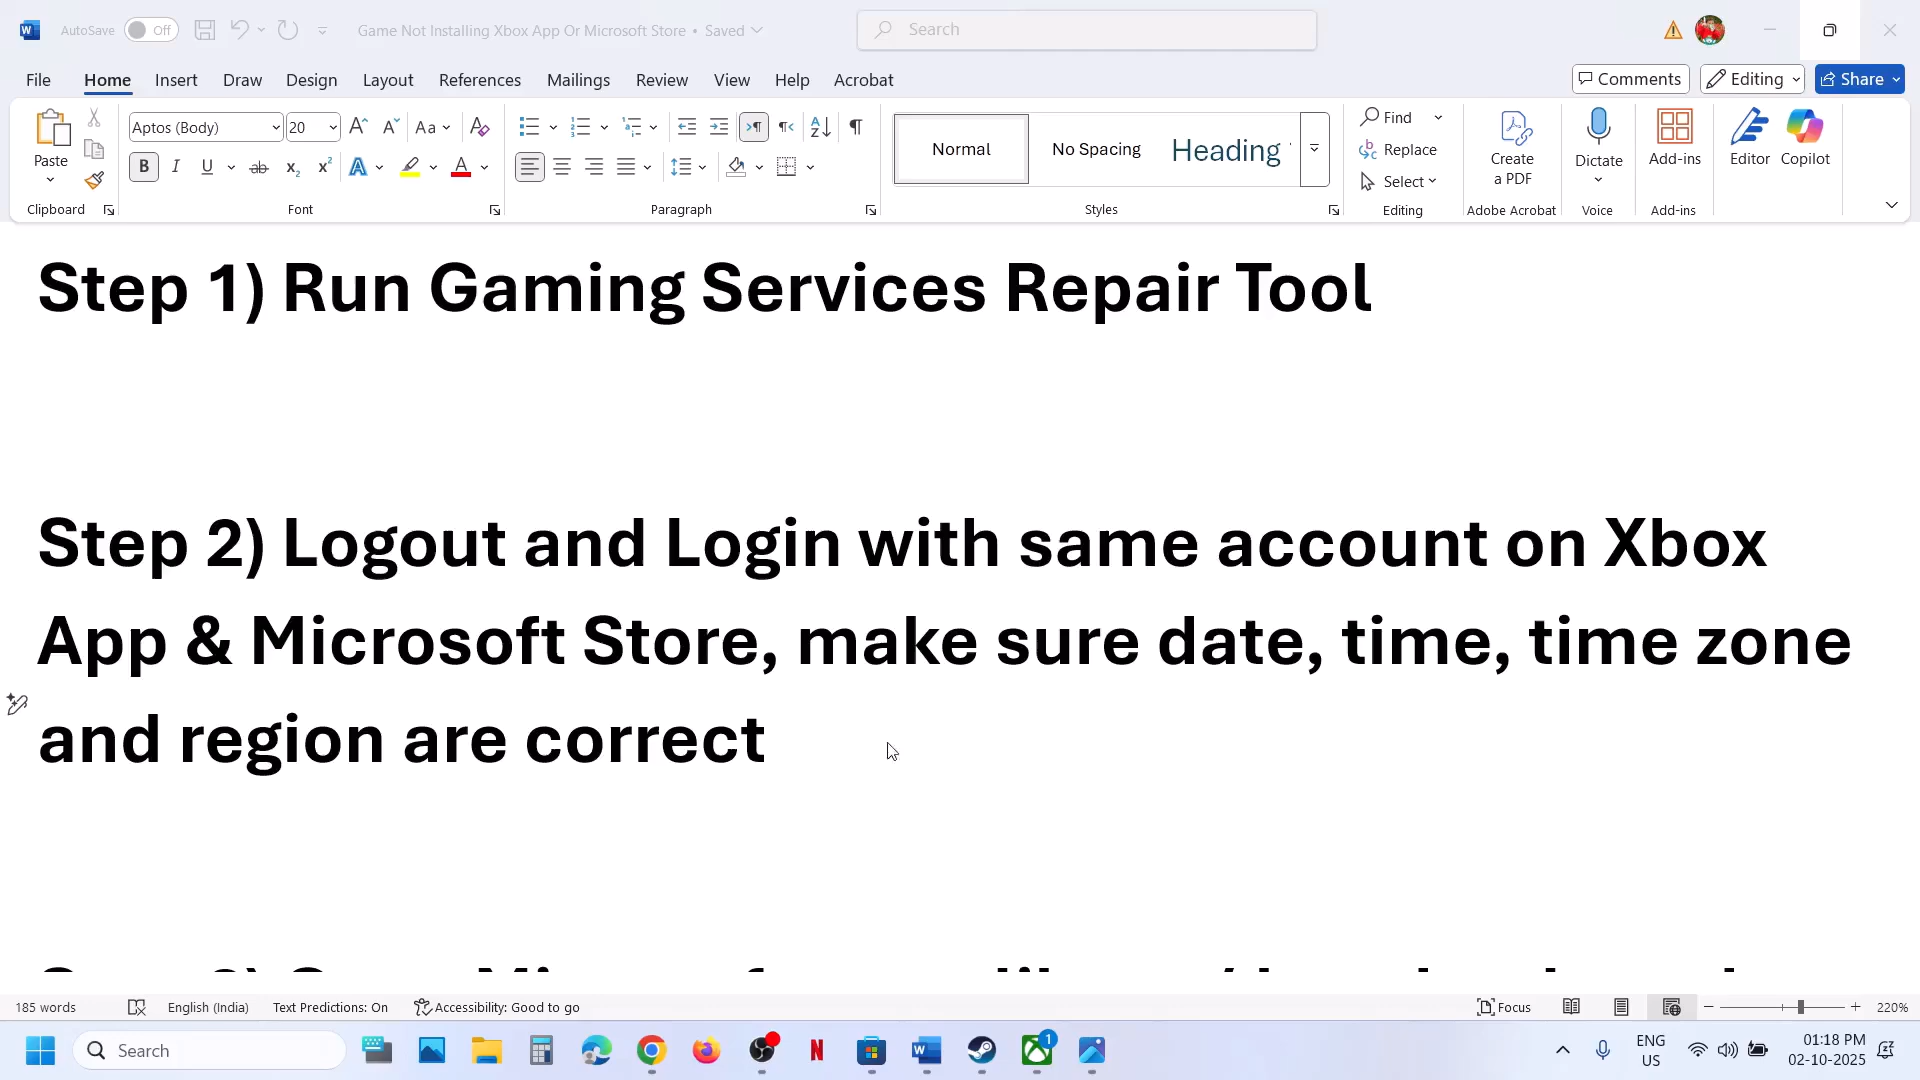 AutoSave Off Game Not Installing Xbox App Or Microsoft Store • Saved Search
File Home Insert Draw Design Layout References Mailings Review View Help Acrobat Comments Editing Share
Paste
Clipboard
Aptos (Body) 20
Font
Paragraph
Normal No Spacing Heading
Styles
Find
Replace
Select
Editing
Create
a PDF
Adobe Acrobat
Dictate
Voice
Add-ins
Add-ins
Editor
Copilot
Step 1) Run Gaming Services Repair Tool
Step 2) Logout and Login with same account on Xbox
App & Microsoft Store, make sure date, time, time zone
and region are correct
185 words English (India) Text Predictions: On Accessibility: Good to go Focus 220%
Search
1
ENG
US
01:18 PM
02-10-2025